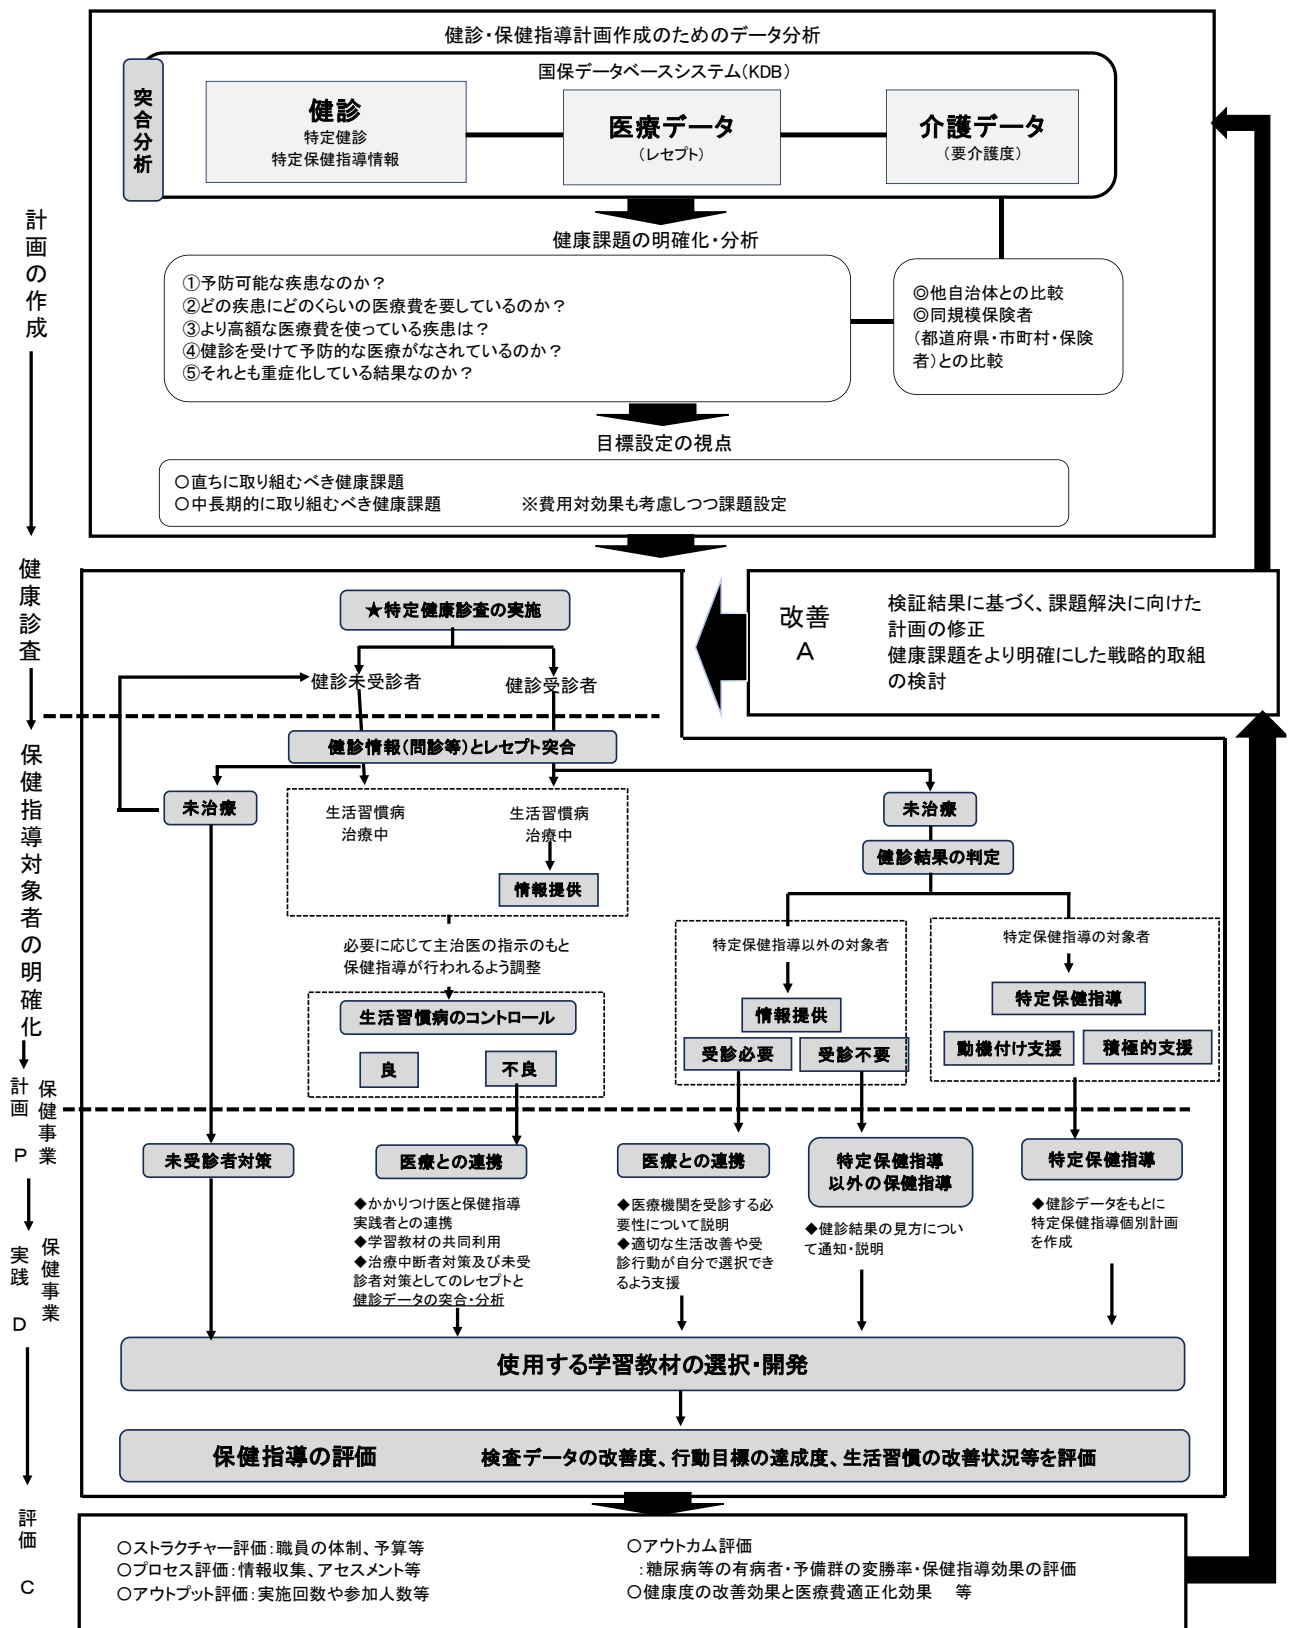 健診・保健指導計画作成のためのデータ分析
国保データベースシステム(KDB)
突合分析
健診
特定健診
特定保健指導情報
医療データ
(レセプト)
介護データ
(要介護度)
計画の作成
健康課題の明確化・分析
①予防可能な疾患なのか？
②どの疾患にどのくらいの医療費を要しているのか？
③より高額な医療費を使っている疾患は？
④健診を受けて予防的な医療がなされているのか？
⑤それとも重症化している結果なのか？
◎他自治体との比較
◎同規模保険者
(都道府県・市町村・保険
者)との比較
目標設定の視点
○直ちに取り組むべき健康課題
○中長期的に取り組むべき健康課題　　　※費用対効果も考慮しつつ課題設定
健康診査
★特定健康診査の実施
改善
A
検証結果に基づく、課題解決に向けた
計画の修正
健康課題をより明確にした戦略的取組
の検討
健診未受診者
健診受診者
保健指導対象者の明確化
健診情報(問診等)とレセプト突合
未治療
生活習慣病
治療中
生活習慣病
治療中
情報提供
未治療
健診結果の判定
必要に応じて主治医の指示のもと
保健指導が行われるよう調整
特定保健指導以外の対象者
特定保健指導の対象者
生活習慣病のコントロール
良
不良
情報提供
受診必要
受診不要
特定保健指導
動機付け支援
積極的支援
保健事業
計画　P
未受診者対策
医療との連携
医療との連携
特定保健指導
以外の保健指導
特定保健指導
◆かかりつけ医と保健指導
実践者との連携
◆学習教材の共同利用
◆治療中断者対策及び未受
診者対策としてのレセプトと
健診データの突合・分析
◆医療機関を受診する必
要性について説明
◆適切な生活改善や受
診行動が自分で選択でき
るよう支援
◆健診結果の見方につい
て通知・説明
◆健診データをもとに
特定保健指導個別計画
を作成
保健事業
実践　D
使用する学習教材の選択・開発
保健指導の評価　　　検査データの改善度、行動目標の達成度、生活習慣の改善状況等を評価
評価　C
○ストラクチャー評価:職員の体制、予算等
○プロセス評価:情報収集、アセスメント等
○アウトプット評価:実施回数や参加人数等
○アウトカム評価
:糖尿病等の有病者・予備群の変勝率・保健指導効果の評価
○健康度の改善効果と医療費適正化効果　等